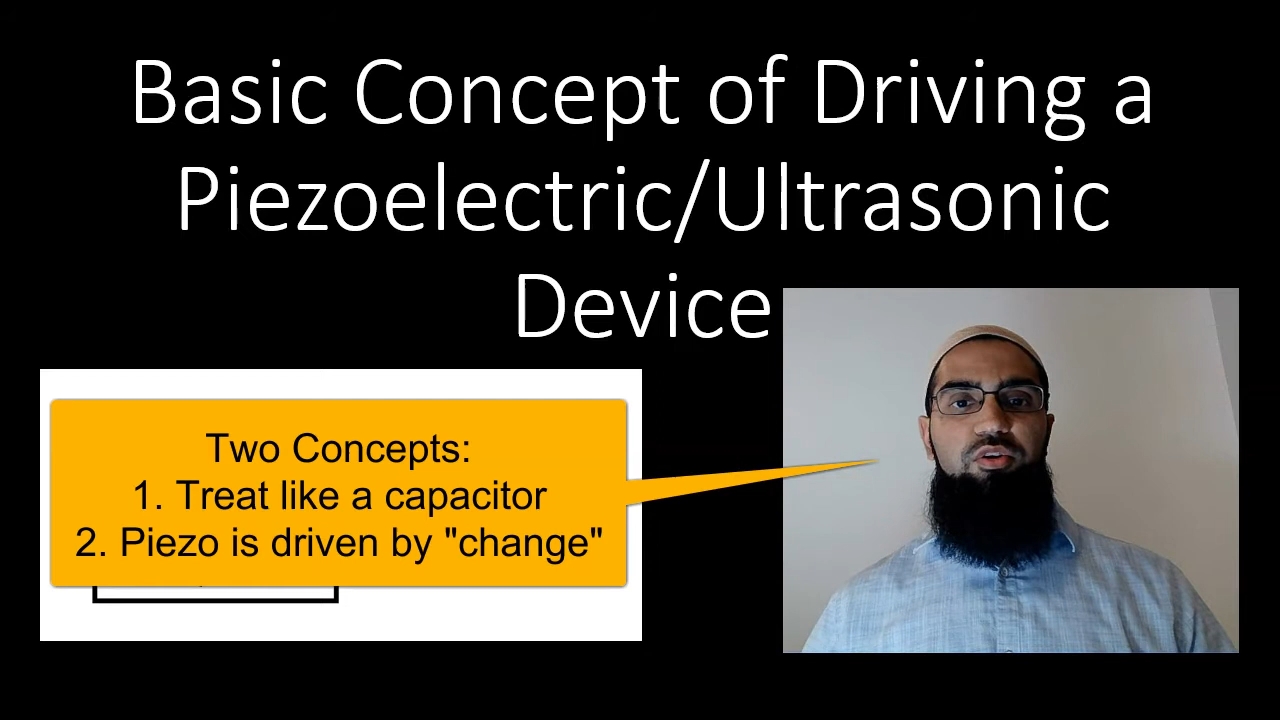 Basic Concept of Driving a
Piezoelectric/Ultrasonic
Device
Two Concepts:
1. Treat like a capacitor
2. Piezo is driven by "change"